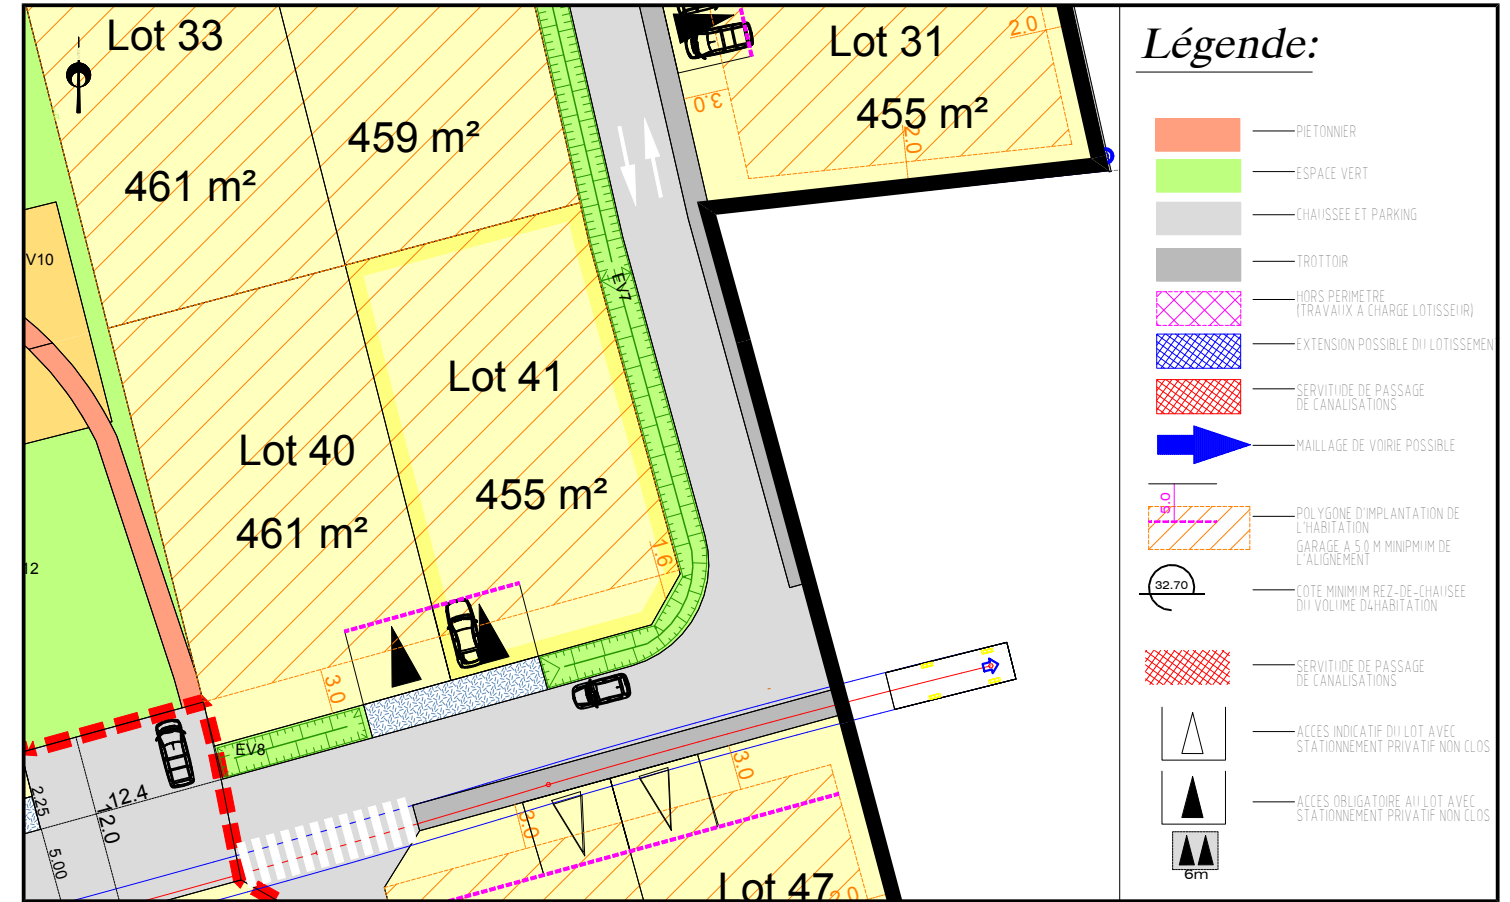 Lot 33
461 m²
459 m²
Lot 31
455 m²
2.0
3.0
2.0
V10
EV7
Lot 41
455 m²
Lot 40
461 m²
1.6
12
3.0
EV8
12.4
12.0
2.25
5.00
3.0
3.0
Lot 47
2.0
Légende:
PIETONNIER
ESPACE VERT
CHAUSSEE ET PARKING
TROTTOIR
HORS PERIMETRE
(TRAVAUX A CHARGE LOTISSEUR)
EXTENSION POSSIBLE DU LOTISSEMEN
SERVITUDE DE PASSAGE
DE CANALISATIONS
MAILLAGE DE VOIRIE POSSIBLE
5.0
POLYGONE D'IMPLANTATION DE
L'HABITATION
GARAGE A 5.0 M MINIPMUM DE
L'ALIGNEMENT
32.70
COTE MINIMUM REZ-DE-CHAUSEE
DU VOLUME D4HABITATION
SERVITUDE DE PASSAGE
DE CANALISATIONS
ACCES INDICATIF DU LOT AVEC
STATIONNEMENT PRIVATIF NON CLOS
ACCES OBLIGATOIRE AU LOT AVEC
STATIONNEMENT PRIVATIF NON CLOS
6m